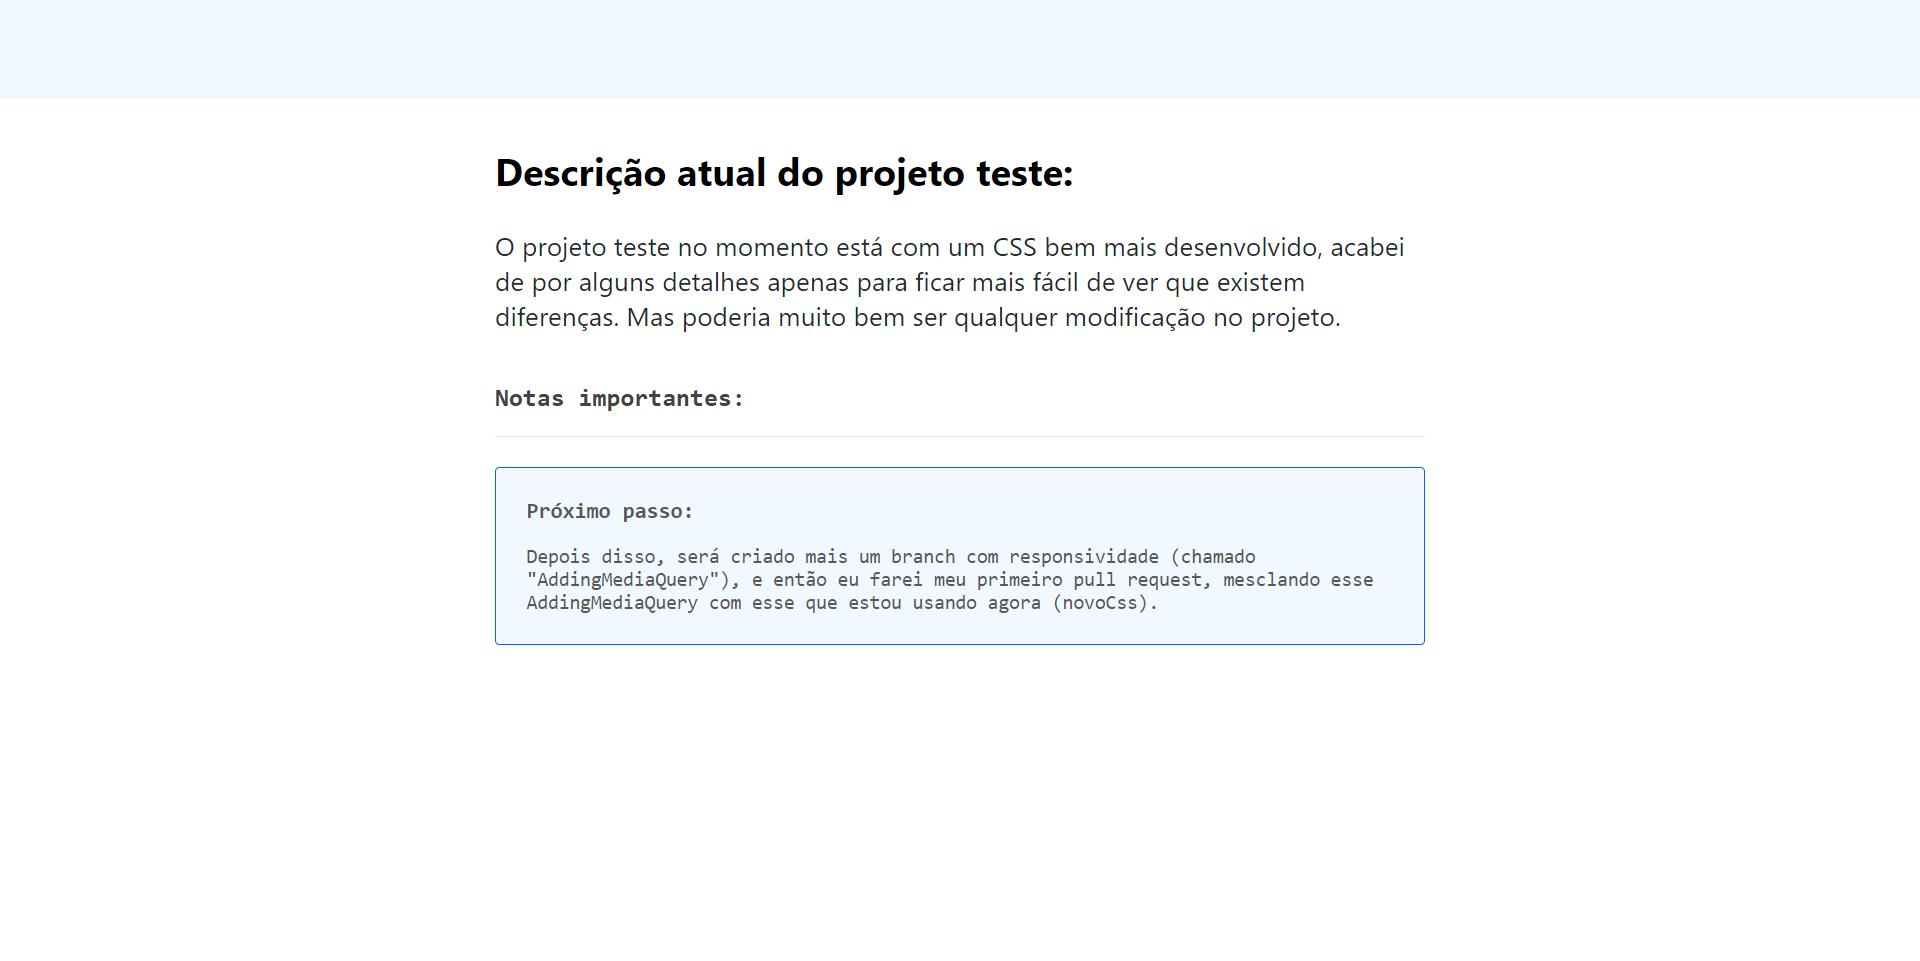 Descrição atual do projeto teste:
O projeto teste no momento está com um CSS bem mais desenvolvido, acabei
de por alguns detalhes apenas para ficar mais fácil de ver que existem
diferenças. Mas poderia muito bem ser qualquer modificação no projeto.
Notas importantes:
Próximo passo:
Depois disso, será criado mais um branch com responsividade (chamado
"AddingMediaQuery"), e então eu farei meu primeiro pull request, mesclando esse
AddingMediaQuery com esse que estou usando agora (novoCss).